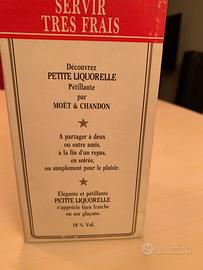 SERVIR
TRES FRAIS
Découvrez
PETITE LIQUORELLE
Pétillante
par
MOËT & CHANDON
A partager à deux
ou entre amis,
à la fin d'un repas,
en soirée,
ou simplement pour le plaisir.
Elégante et pétillante
PETITE LIQUORELLE
s'apprécie bien fraîche
ou sur glaçons.
18 % Vol.
subito.it